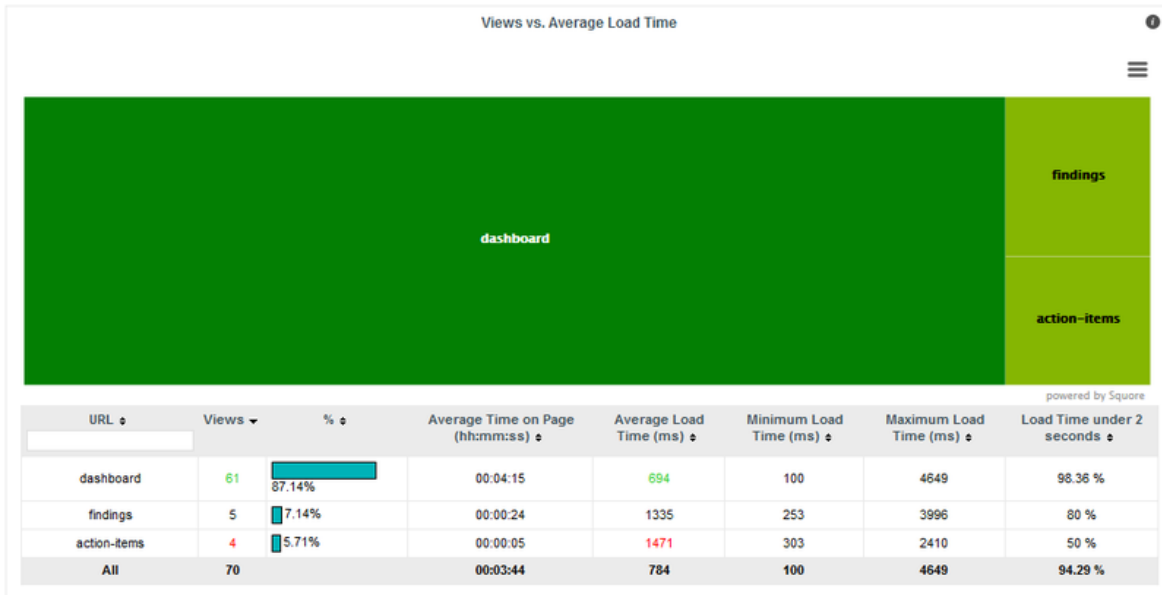 Views vs. Average Load Time
dashboard
findings
action-items
powered by Squore
URL Views % Average Time on Page (hh:mm:ss) Average Load Time (ms) Minimum Load Time (ms) Maximum Load Time (ms) Load Time under 2 seconds
dashboard 61 87.14% 00:04:15 694 100 4649 98.36 %
findings 5 7.14% 00:00:24 1335 253 3996 80 %
action-items 4 5.71% 00:00:05 1471 303 2410 50 %
All 70 00:03:44 784 100 4649 94.29 %